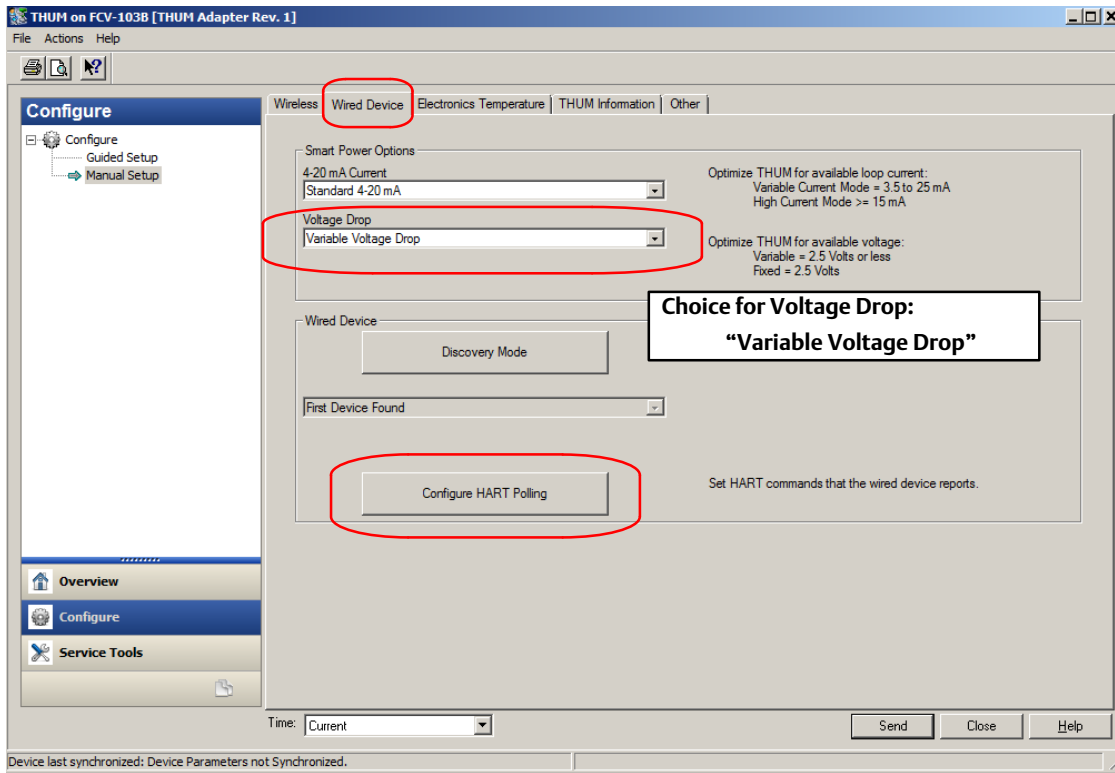 THUM on FCV-103B [THUM Adapter Rev. 1]
File Actions Help
Configure
Configure
Guided Setup
Manual Setup
Overview
Configure
Service Tools
Wireless Wired Device Electronics Temperature THUM Information Other
Smart Power Options
4-20 mA Current
Standard 4-20 mA
Voltage Drop
Variable Voltage Drop
Optimize THUM for available loop current:
Variable Current Mode = 3.5 to 25 mA
High Current Mode >= 15 mA
Optimize THUM for available voltage:
Variable = 2.5 Volts or less
Fixed = 2.5 Volts
Choice for Voltage Drop:
“Variable Voltage Drop”
Wired Device
Discovery Mode
First Device Found
Configure HART Polling
Set HART commands that the wired device reports.
Time: Current
Send Close Help
Device last synchronized: Device Parameters not Synchronized.